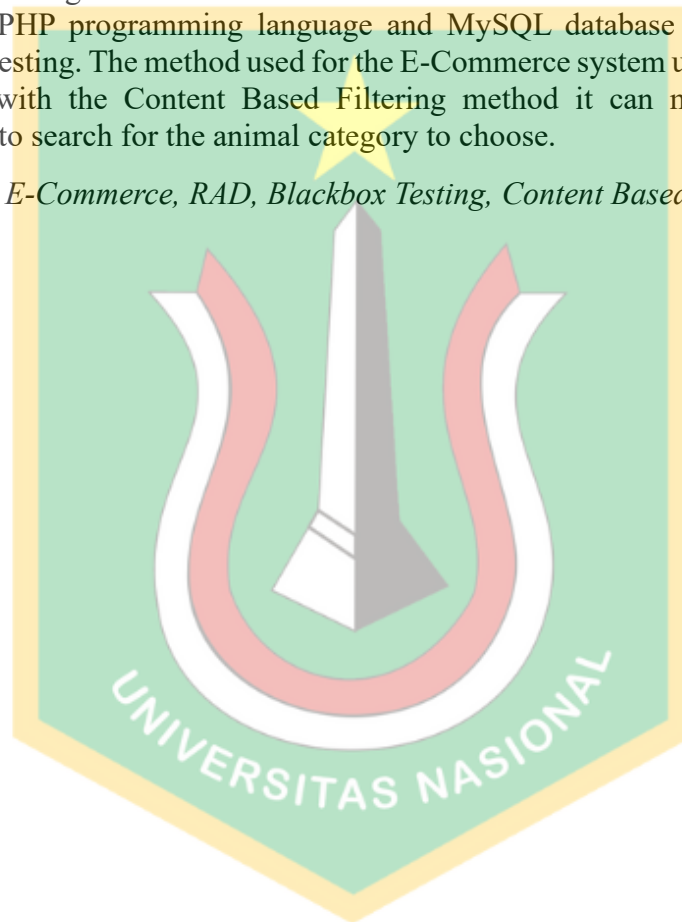 PHP programming language and MySQL database
esting. The method used for the E-Commerce system u
with the Content Based Filtering method it can m
to search for the animal category to choose.
E-Commerce, RAD, Blackbox Testing, Content Based
UNIVERSITAS NASIONAL